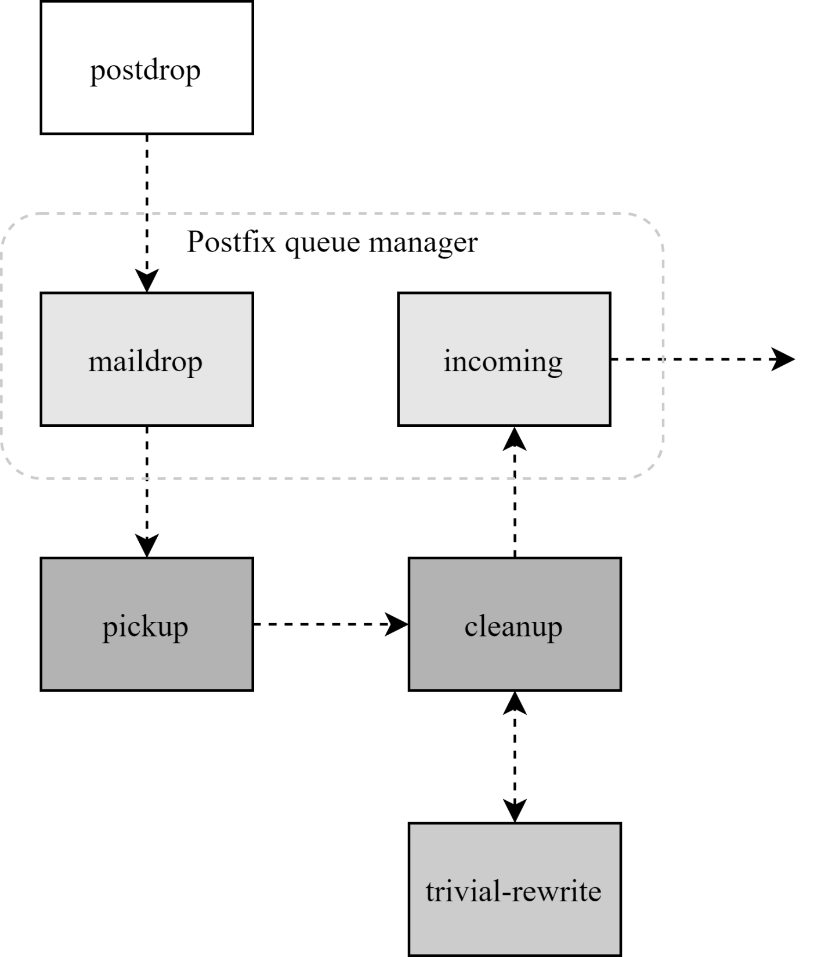 postdrop
Postfix queue manager
maildrop
incoming
pickup
cleanup
trivial-rewrite